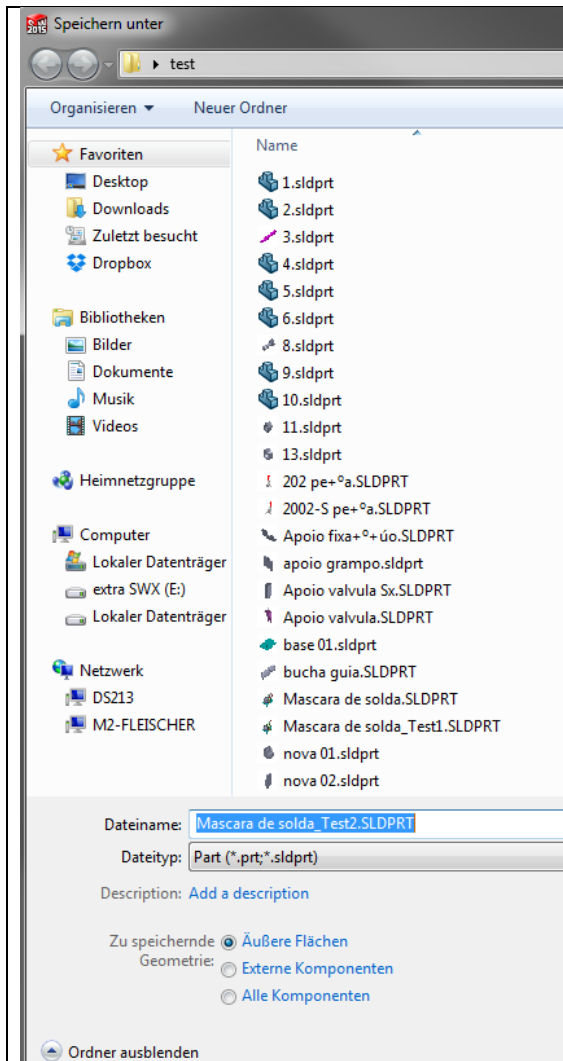 SW
2015
Speichern unter
test
Organisieren
Neuer Ordner
Favoriten
Desktop
Downloads
Zuletzt besucht
Dropbox
Bibliotheken
Bilder
Dokumente
Musik
Videos
Heimnetzgruppe
Computer
Lokaler Datenträger
extra SWX (E:)
Lokaler Datenträger
Netzwerk
DS213
M2-FLEISCHER
Name
1.sldprt
2.sldprt
3.sldprt
4.sldprt
5.sldprt
6.sldprt
8.sldprt
9.sldprt
10.sldprt
11.sldprt
13.sldprt
202 pe+ºa.SLDPRT
2002-S pe+ºa.SLDPRT
Apoio fixa+º+úo.SLDPRT
apoio grampo.sldprt
Apoio valvula Sx.SLDPRT
Apoio valvula.SLDPRT
base 01.sldprt
bucha guia.SLDPRT
Mascara de solda.SLDPRT
Mascara de solda_Test1.SLDPRT
nova 01.sldprt
nova 02.sldprt
Dateiname: Mascara de solda_Test2.SLDPRT
Dateityp: Part (*.prt;*.sldprt)
Description: Add a description
Zu speichernde Geometrie:
Äußere Flächen
Externe Komponenten
Alle Komponenten
Ordner ausblenden